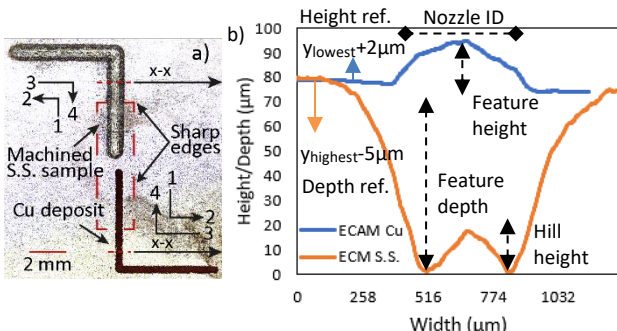 a)
3
2
4
1
x-x
Machined
S.S. sample
Sharp
edges
1
4
2
3
Cu deposit
x-x
2 mm
b)
Height ref.
Nozzle ID
ylowest+2µm
Feature
height
yhighest-5µm
Depth ref.
Feature
depth
Hill
height
ECAM Cu
ECM S.S.
Height/Depth (µm)
100
90
80
70
60
50
40
30
20
10
0
0 258 516 774 1032
Width (µm)